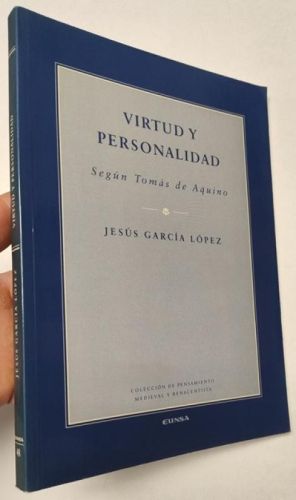 VIRTUD Y
PERSONALIDAD
Según Tomás de Aquino
JESÚS GARCÍA LÓPEZ
COLECCIÓN DE PENSAMIENTO
MEDIEVAL Y RENACENTISTA
EUNSA
VIRTUD Y PERSONALIDAD
JESÚS GARCÍA LÓPEZ
EUNSA